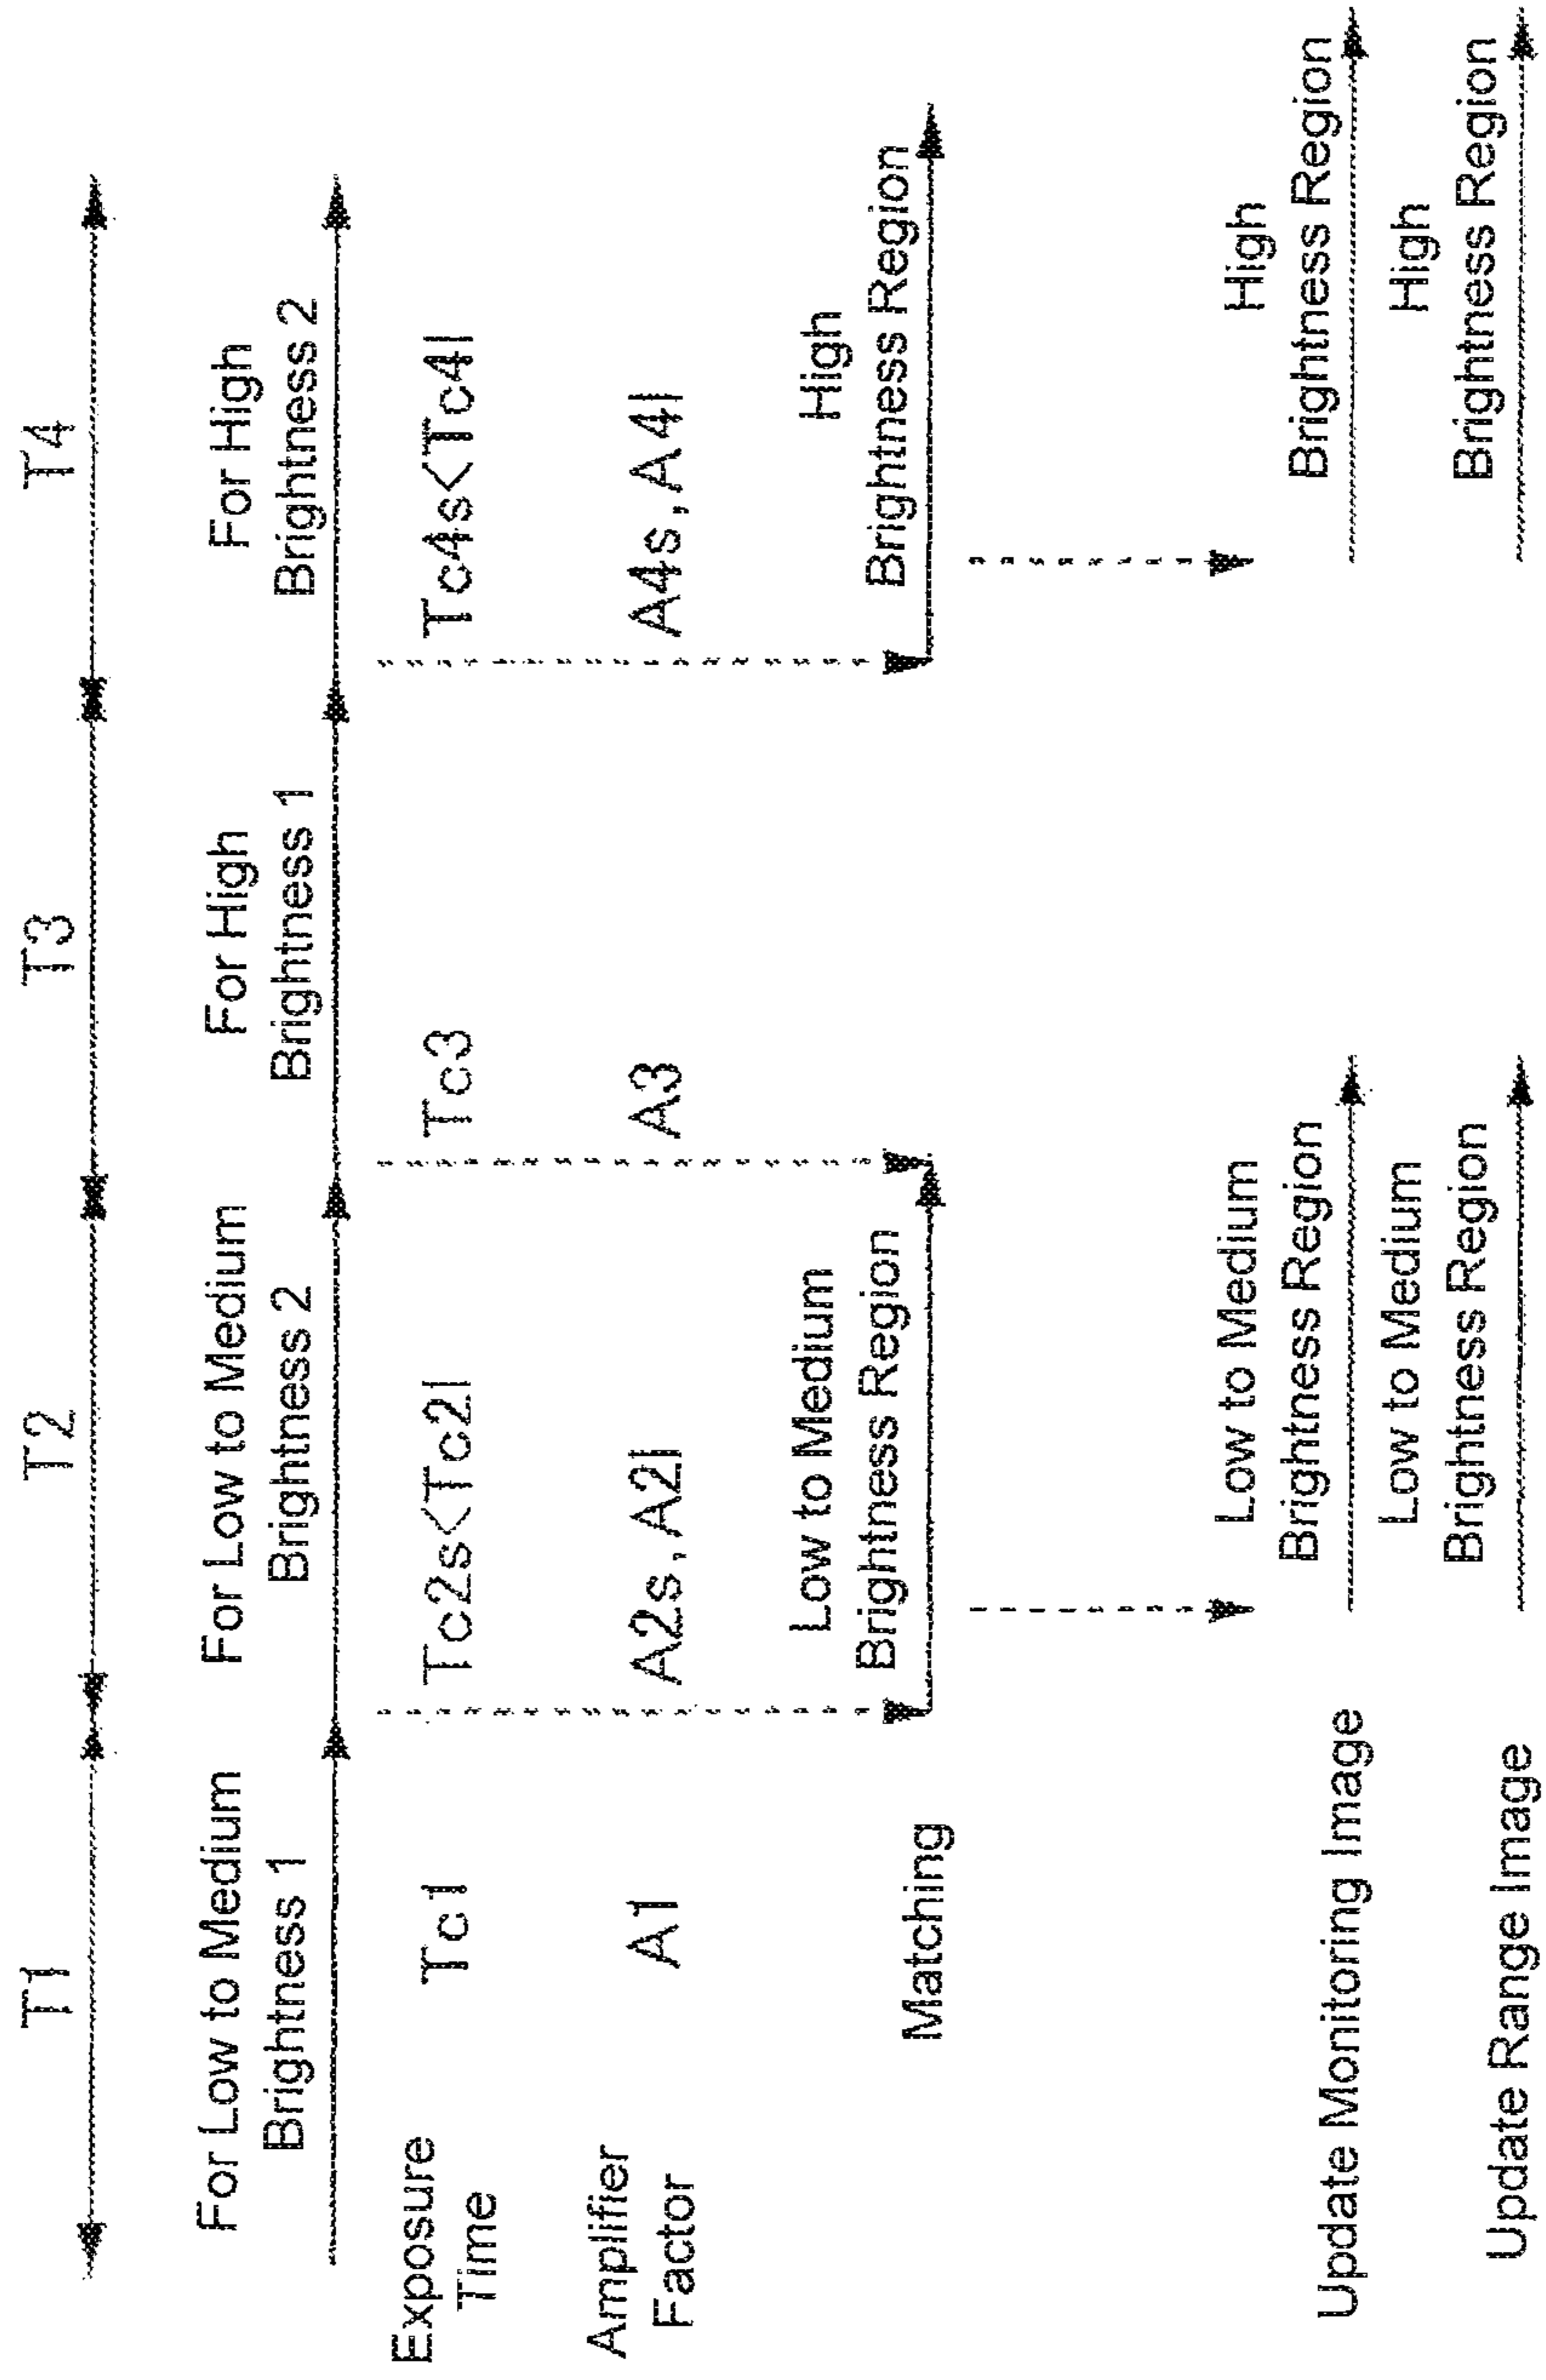 T1
T2
T3
T4
For Low to Medium
Brightness 1
For Low to Medium
Brightness 2
For High
Brightness 1
For High
Brightness 2
Exposure
Time
Tc1
Tc2s<Tc2l
Tc3
Tc4s<Tc4l
Amplifier
Factor
A1
A2s,A2l
A3
A4s,A4l
Matching
Low to Medium
Brightness Region
High
Brightness Region
Update Monitoring Image
Low to Medium
Brightness Region
High
Brightness Region
Update Range Image
Low to Medium
Brightness Region
High
Brightness Region